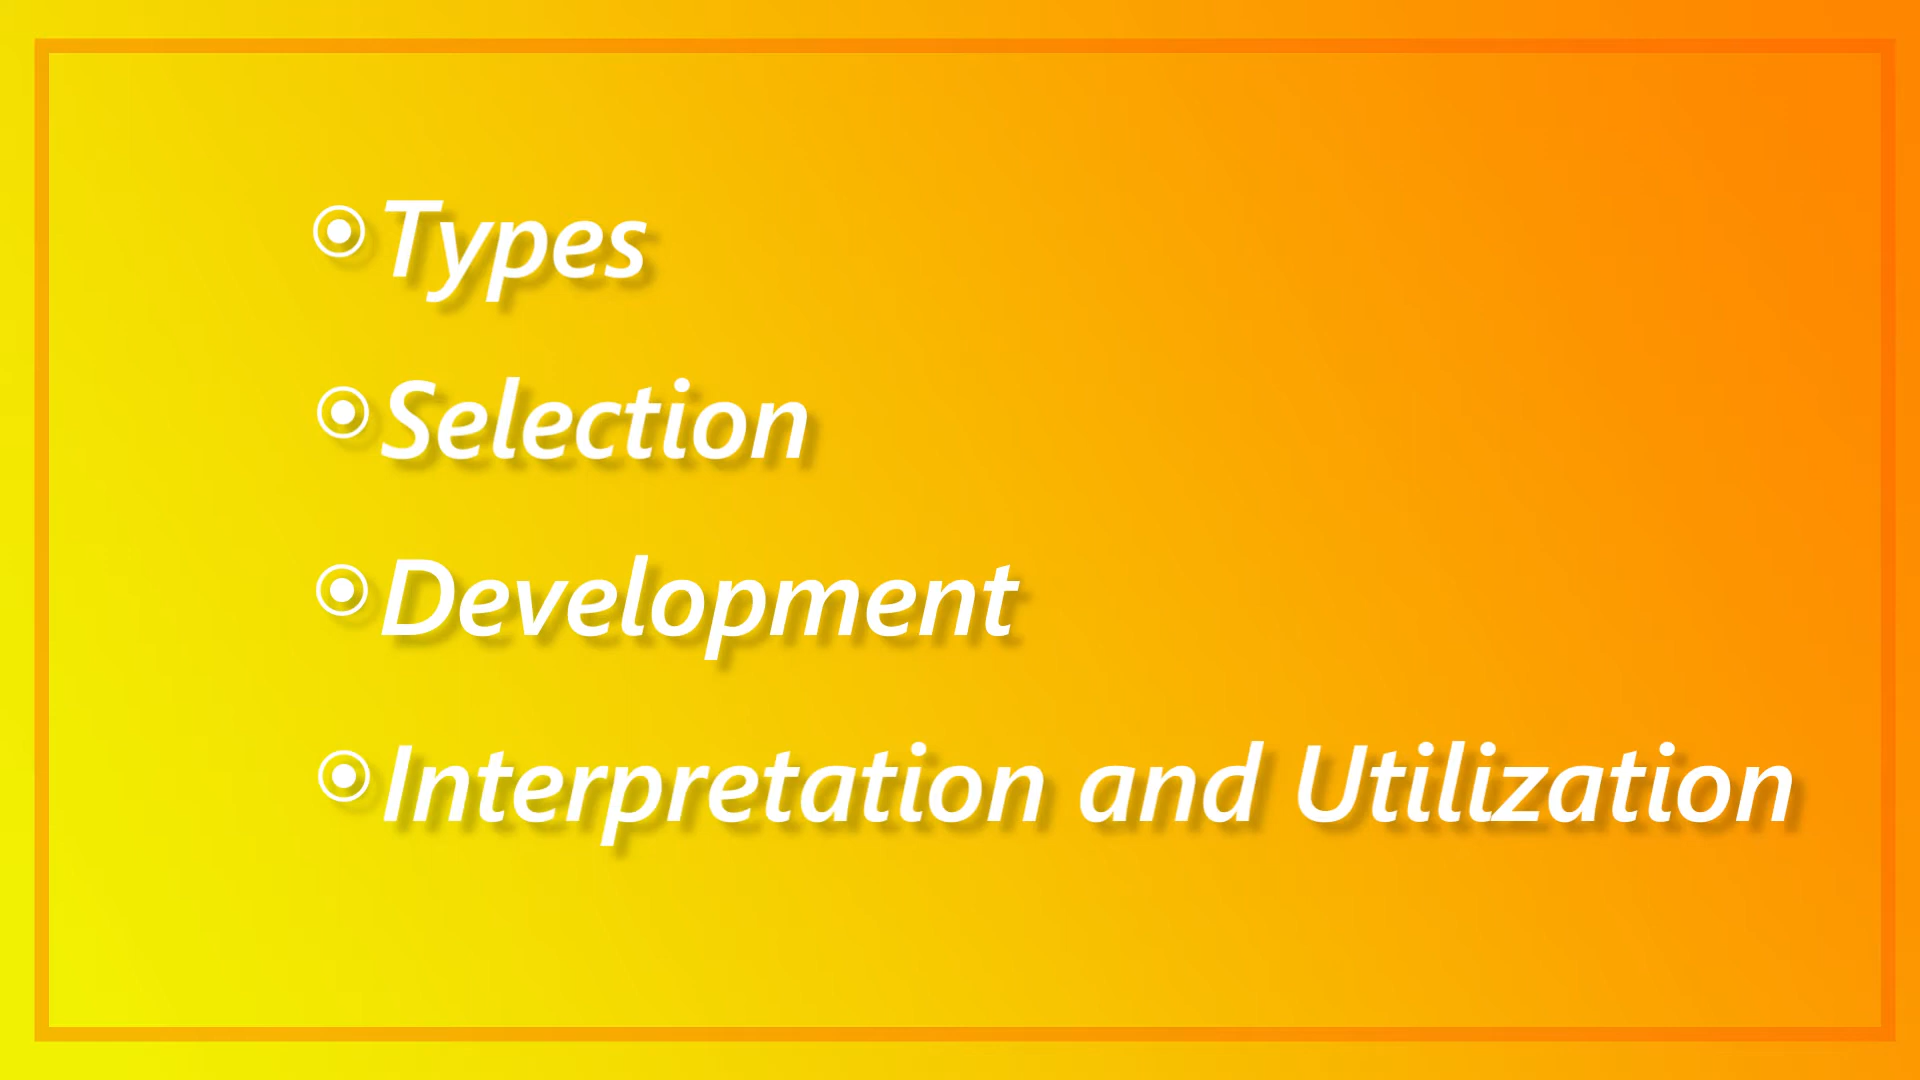 Types
Selection
Development
Interpretation and Utilization